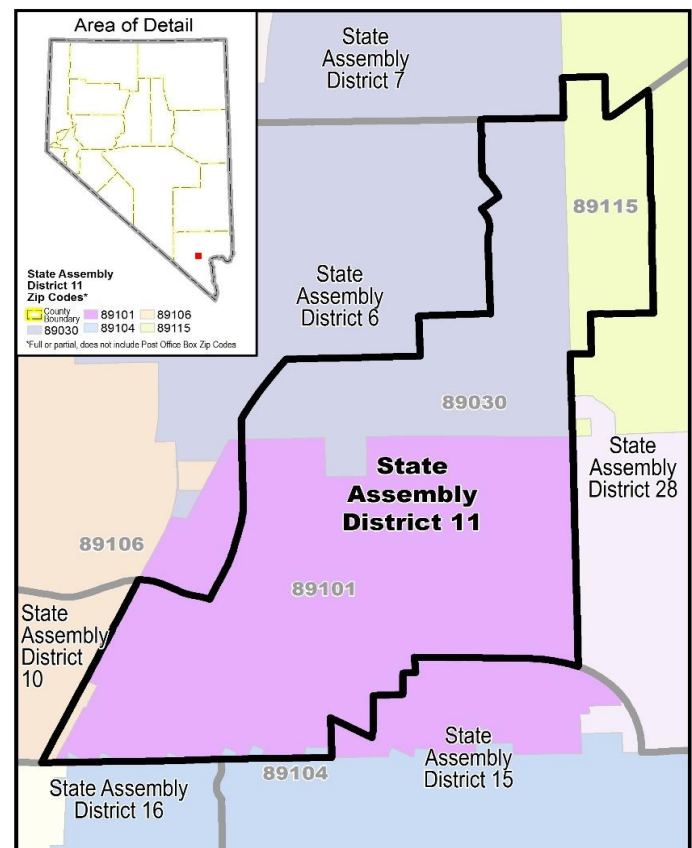 Area of Detail
State Assembly
District 11
Zip Codes*
County
Boundary
89101
89106
89030
89104
89115
*Full or partial, does not include Post Office Box Zip Codes
State
Assembly
District 7
89115
State
Assembly
District 6
89030
State
Assembly
District 11
State
Assembly
District 28
89106
89101
State
Assembly
District
10
State
Assembly
District 15
89104
State Assembly
District 16